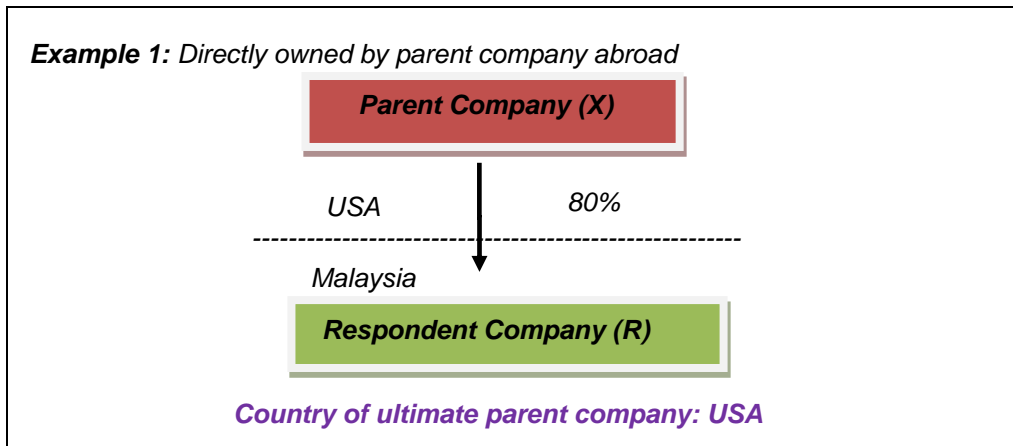 Example 1: Directly owned by parent company abroad
Parent Company (X)
USA 80%
Malaysia
Respondent Company (R)
Country of ultimate parent company: USA